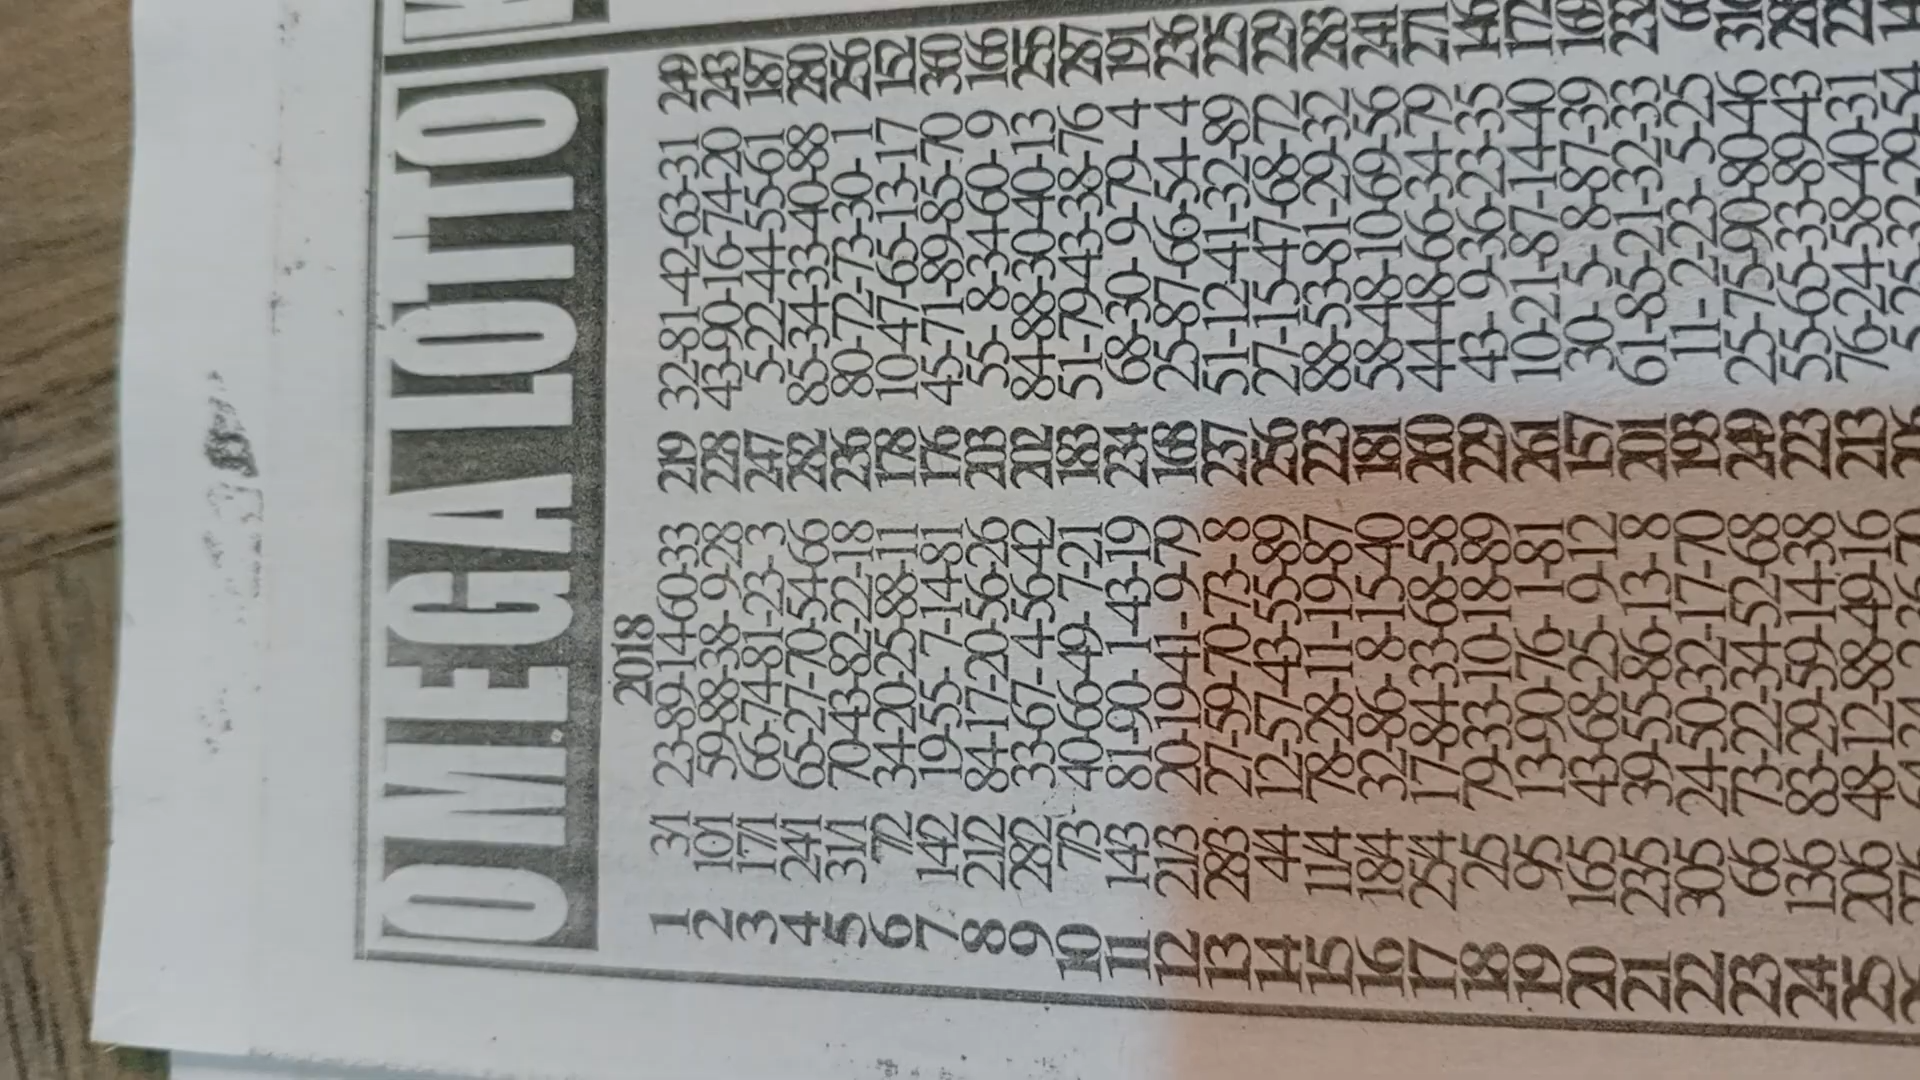 OMEGA LOTTO
2018
1 3/1 23-89-14-60-33 219 32-81-42-63-31 249
2 10/1 59-88-38- 9-28 228 43-90-16-74-20 243
3 17/1 66-74-81-23- 3 247 5-22-44-55-61 187
4 24/1 65-27-70-54-66 282 85-34-33-40-88 280
5 31/1 70-43-82-22-18 236 80-72-73-30- 1 256
6 7/2 34-20-25-88-11 178 10-47-65-13-17 152
7 14/2 19-55- 7-14-81 176 45-71-89-85-70
8 21/2 84-17-20-56-26 203 55- 8-34-60- 9 166
9 28/2 33-67- 4-56-42 202 84-88-30-40-13 255
10 7/3 40-66-49- 7-21 183 51-79-43-38-76 287
11 14/3 81-90- 1-43-19 234 68-30- 9-79- 4 191
12 21/3 20-19-41- 9-79 168 25-87-66-54- 4 236
13 28/3 27-59-70-73- 8 237 51-12-41-32-89 225
14 4/4 12-57-43-55-89 256 27-15-47-68-72 229
15 11/4 78-28-11-19-87 223 88-53-81-29-32 283
16 18/4 32-86- 8-15-40 181 58-48-10-69-56 241
17 25/4 17-84-33-68-58 260 44-48-66-34-79 271
18 2/5 79-33-10-18-89 229 43- 9-36-23-35 146
19 9/5 13-90-76- 1-81 261 10-21-87-14-40 172
20 16/5 43-68-25- 9-12 157 30- 5- 8-87-39 169
21 23/5 39-55-86-13- 8 201 61-85-21-32-33 232
22 30/5 24-50-32-17-70 193 11- 2-23- 5-25
23 6/6 73-22-34-52-68 249 25-75-90-80-46
24 13/6 83-29-59-14-38 223 55-65-33-89-43
25 20/6 48-12-88-49-16 213 76-24-58-40-31